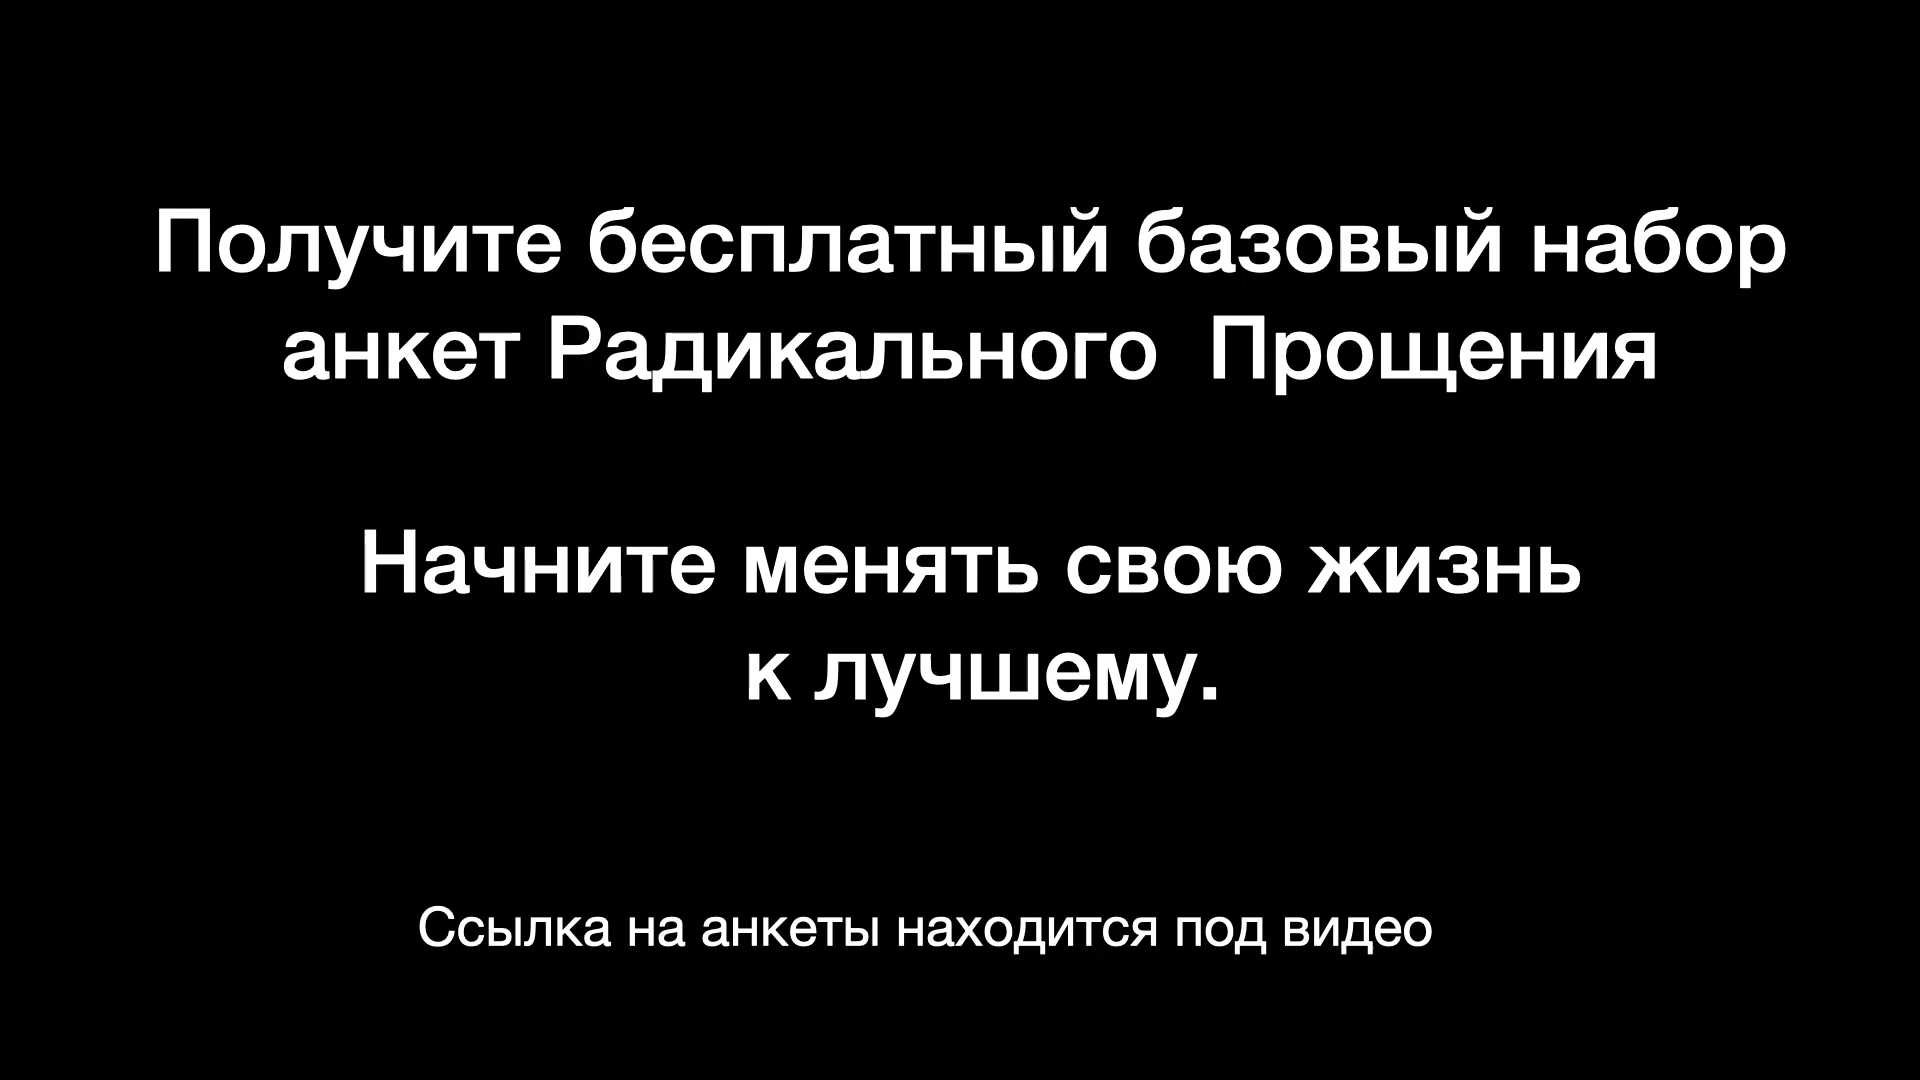 Получите бесплатный базовый набор
анкет Радикального  Прощения
Начните менять свою жизнь
к лучшему.
Ссылка на анкеты находится под видео